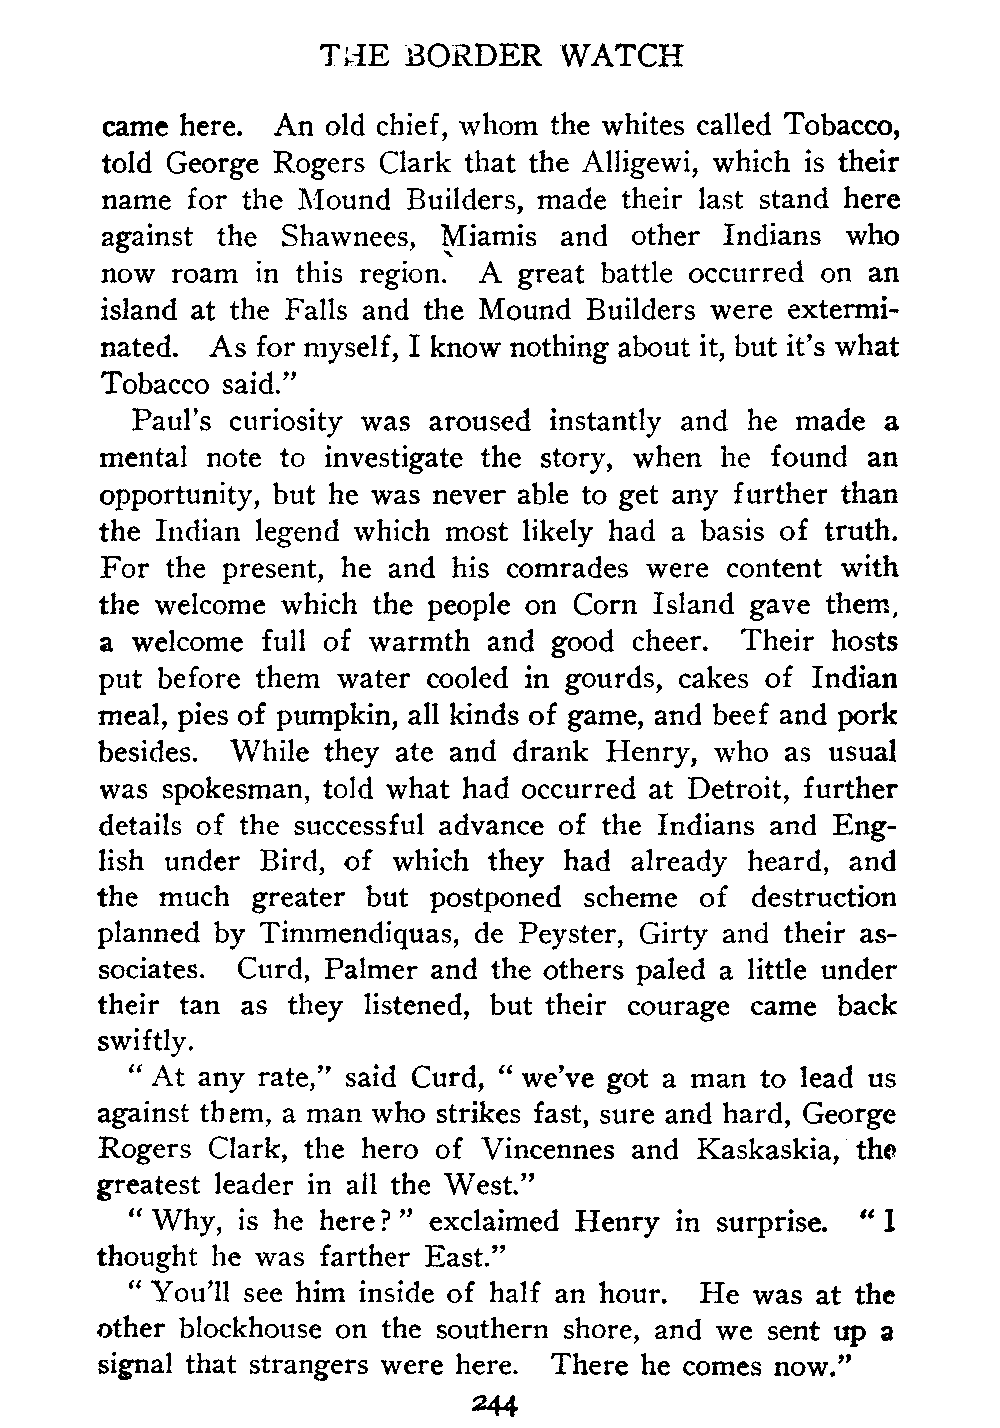 THE BORDER WATCH
came here. An old chief, whom the whites called Tobacco,
told George Rogers Clark that the Alligewi, which is their
name for the Mound Builders, made their last stand here
against the Shawnees, Miamis and other Indians who
now roam in this region. A great battle occurred on an
island at the Falls and the Mound Builders were extermi-
nated. As for myself, I know nothing about it, but it's what
Tobacco said."
Paul's curiosity was aroused instantly and he made a
mental note to investigate the story, when he found an
opportunity, but he was never able to get any further than
the Indian legend which most likely had a basis of truth.
For the present, he and his comrades were content with
the welcome which the people on Corn Island gave them,
a welcome full of warmth and good cheer. Their hosts
put before them water cooled in gourds, cakes of Indian
meal, pies of pumpkin, all kinds of game, and beef and pork
besides. While they ate and drank Henry, who as usual
was spokesman, told what had occurred at Detroit, further
details of the successful advance of the Indians and Eng-
lish under Bird, of which they had already heard, and
the much greater but postponed scheme of destruction
planned by Timmendiquas, de Peyster, Girty and their as-
sociates. Curd, Palmer and the others paled a little under
their tan as they listened, but their courage came back
swiftly.
"At any rate," said Curd, "we've got a man to lead us
against them, a man who strikes fast, sure and hard, George
Rogers Clark, the hero of Vincennes and Kaskaskia, the
greatest leader in all the West."
"Why, is he here?" exclaimed Henry in surprise. "I
thought he was farther East."
"You'll see him inside of half an hour. He was at the
other blockhouse on the southern shore, and we sent up a
signal that strangers were here. There he comes now."
244